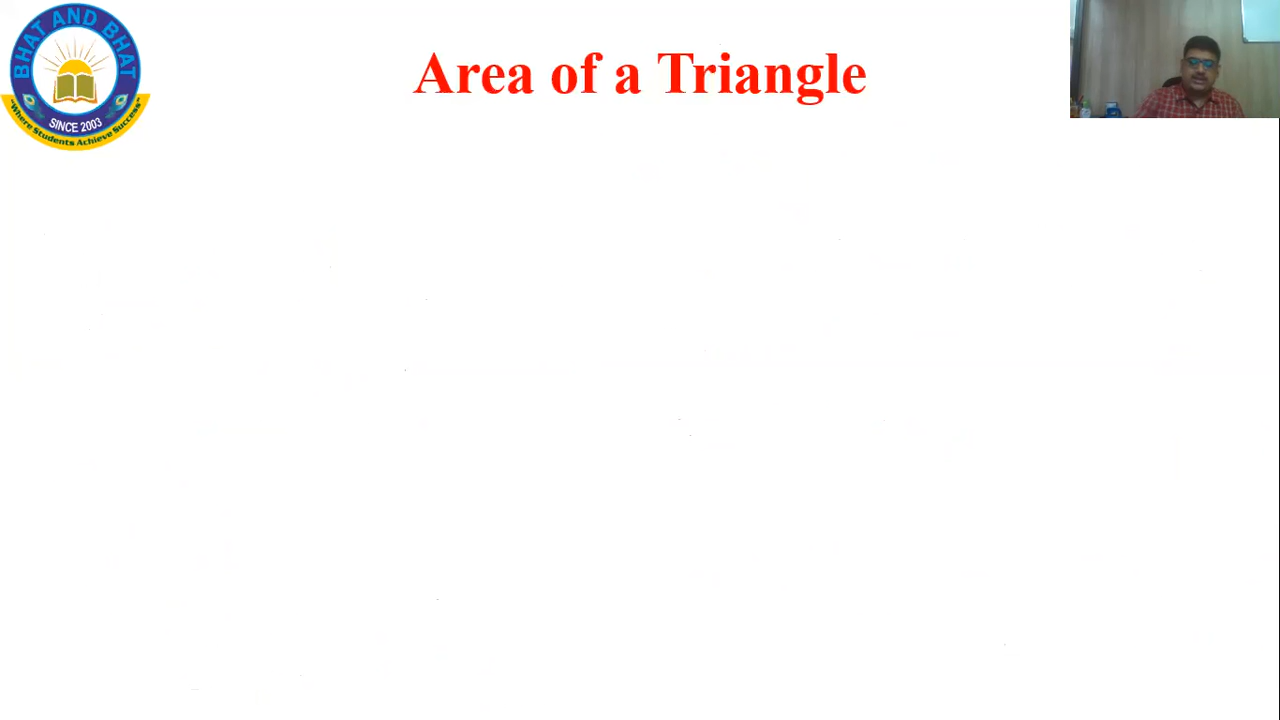 BHAT AND BHAT
SINCE 2003
"Where Students Achieve Success"
Area of a Triangle